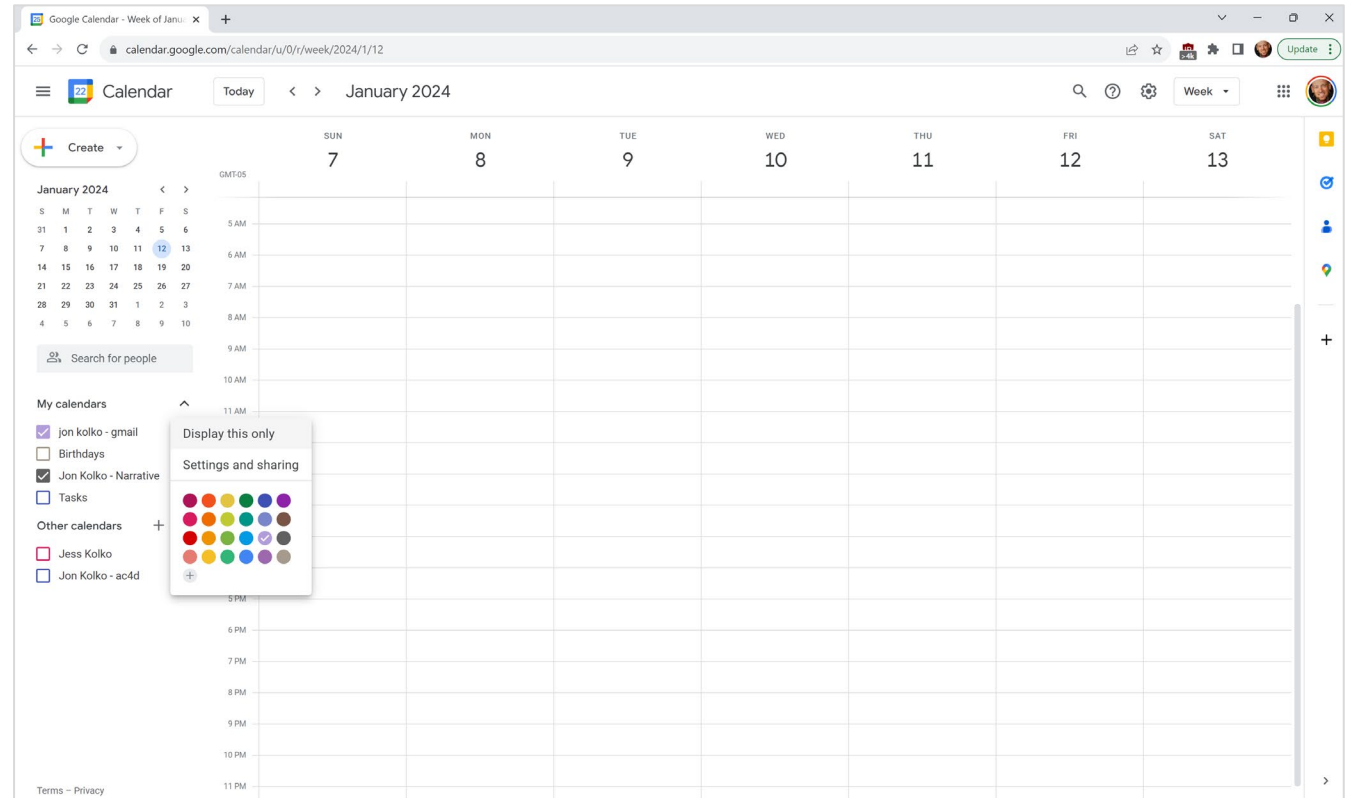 Google Calendar - Week of Janu
calendar.google.com/calendar/u/0/r/week/2024/1/12
Update
22 Calendar
Today
January 2024
Week
Create
SUN MON TUE WED THU FRI SAT
7 8 9 10 11 12 13
GMT-05
January 2024
S M T W T F S
31 1 2 3 4 5 6
7 8 9 10 11 12 13
14 15 16 17 18 19 20
21 22 23 24 25 26 27
28 29 30 31 1 2 3
4 5 6 7 8 9 10
Search for people
My calendars
jon kolko - gmail
Birthdays
Jon Kolko - Narrative
Tasks
Other calendars
Jess Kolko
Jon Kolko - ac4d
Display this only
Settings and sharing
5 AM
6 AM
7 AM
8 AM
9 AM
10 AM
11 AM
5 PM
6 PM
7 PM
8 PM
9 PM
10 PM
11 PM
Terms – Privacy